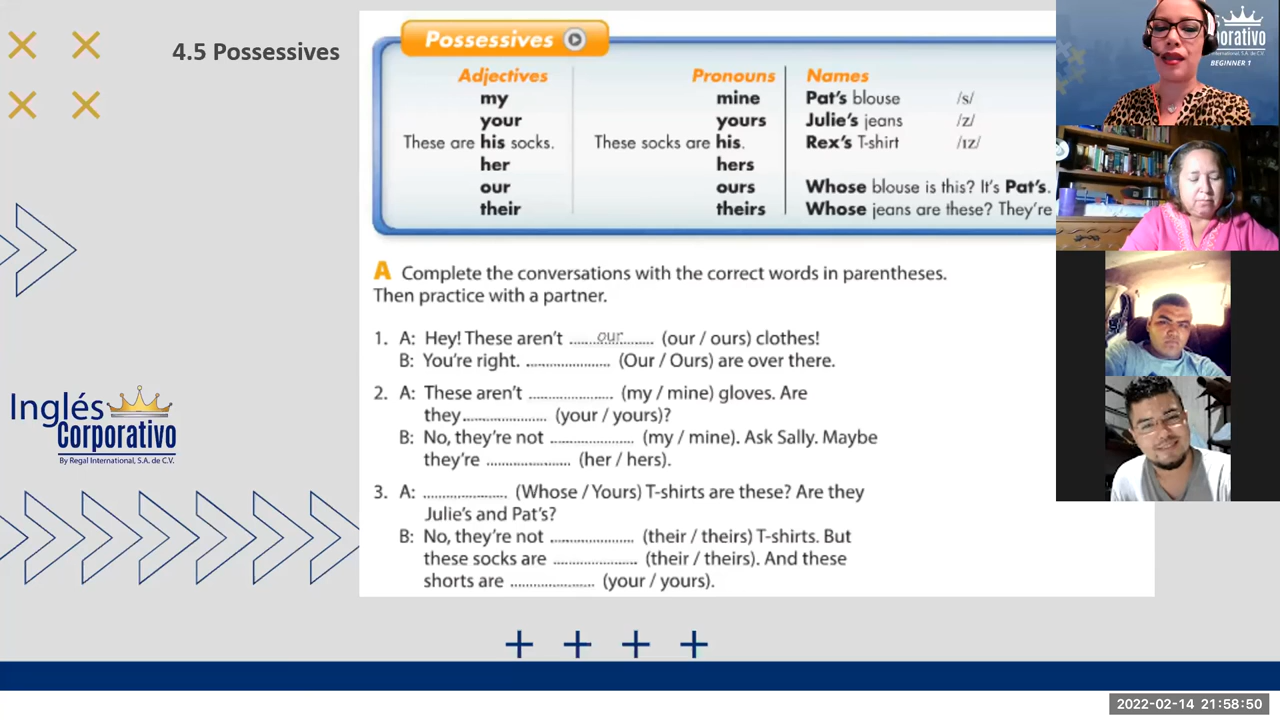 4.5 Possessives
Possessives
Adjectives Pronouns Names
my mine Pat's blouse /s/
your yours Julie's jeans /z/
These are his socks. These socks are his. Rex's T-shirt /ɪz/
her hers
our ours Whose blouse is this? It's Pat's.
their theirs Whose jeans are these? They're
A Complete the conversations with the correct words in parentheses.
Then practice with a partner.
1. A: Hey! These aren't our (our / ours) clothes!
B: You're right. .................... (Our / Ours) are over there.
2. A: These aren't .................... (my / mine) gloves. Are
they .................... (your / yours)?
B: No, they're not .................... (my / mine). Ask Sally. Maybe
they're .................... (her / hers).
3. A: .................... (Whose / Yours) T-shirts are these? Are they
Julie's and Pat's?
B: No, they're not .................... (their / theirs) T-shirts. But
these socks are .................... (their / theirs). And these
shorts are .................... (your / yours).
Inglés
Corporativo
By Regal International, S.A. de C.V.
BEGINNER 1
2022-02-14 21:58:50